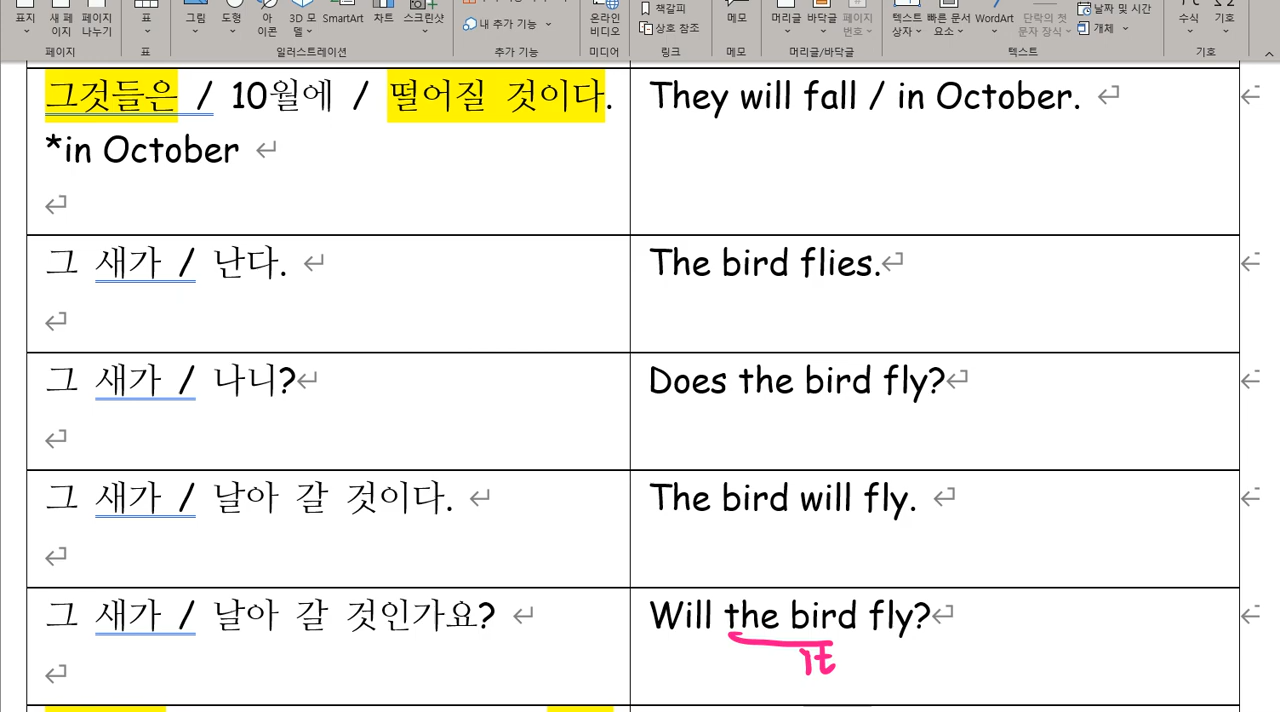 표지 새 페이지 페이지 나누기 표 그림 도형 아이콘 3D 모델 SmartArt 차트 스크린샷 내 추가 기능 온라인 비디오 책갈피 상호 참조 메모 머리글 바닥글 페이지 번호 텍스트 상자 빠른 문서 요소 WordArt 단락의 첫 문자 장식 날짜 및 시간 개체 수식 기호
페이지 표 일러스트레이션 추가 기능 미디어 링크 메모 머리글/바닥글 텍스트 기호
그것들은 / 10월에 / 떨어질 것이다. They will fall / in October.
*in October
그 새가 / 난다. The bird flies.
그 새가 / 나니? Does the bird fly?
그 새가 / 날아 갈 것이다. The bird will fly.
그 새가 / 날아 갈 것인가요? Will the bird fly?
it